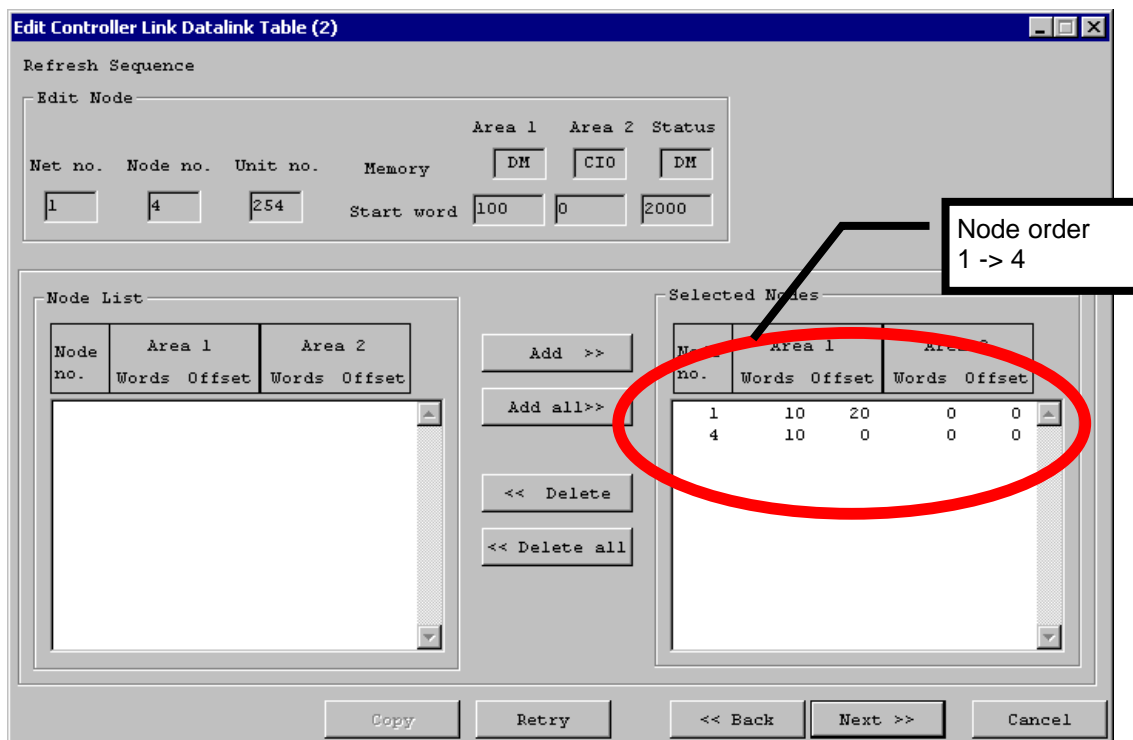 Edit Controller Link Datalink Table (2)
Refresh Sequence
Edit Node
Area 1 Area 2 Status
Net no. Node no. Unit no. Memory DM CIO DM
1 4 254 Start word 100 0 2000
Node order
1 -> 4
Node List
Selected Nodes
Node no. Area 1 Area 2
Words Offset Words Offset
Add >>
Add all>>
<< Delete
<< Delete all
Node no. Area 1 Area 2
Words Offset Words Offset
1 10 20 0 0
4 10 0 0 0
Copy Retry << Back Next >> Cancel